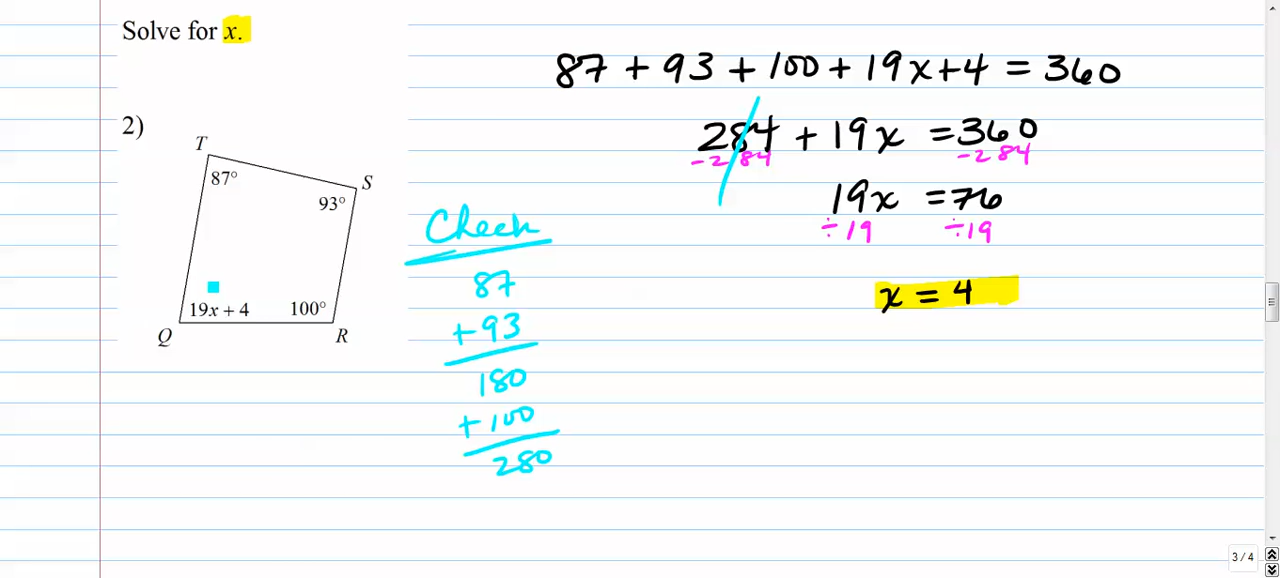 Solve for x.
2)
T
87°
S
93°
19x + 4
100°
Q
R
87 + 93 + 100 + 19x + 4 = 360
284 + 19x = 360
-284 -284
19x = 76
÷19 ÷19
x = 4
Check
87
+ 93
180
+ 100
280
3 / 4